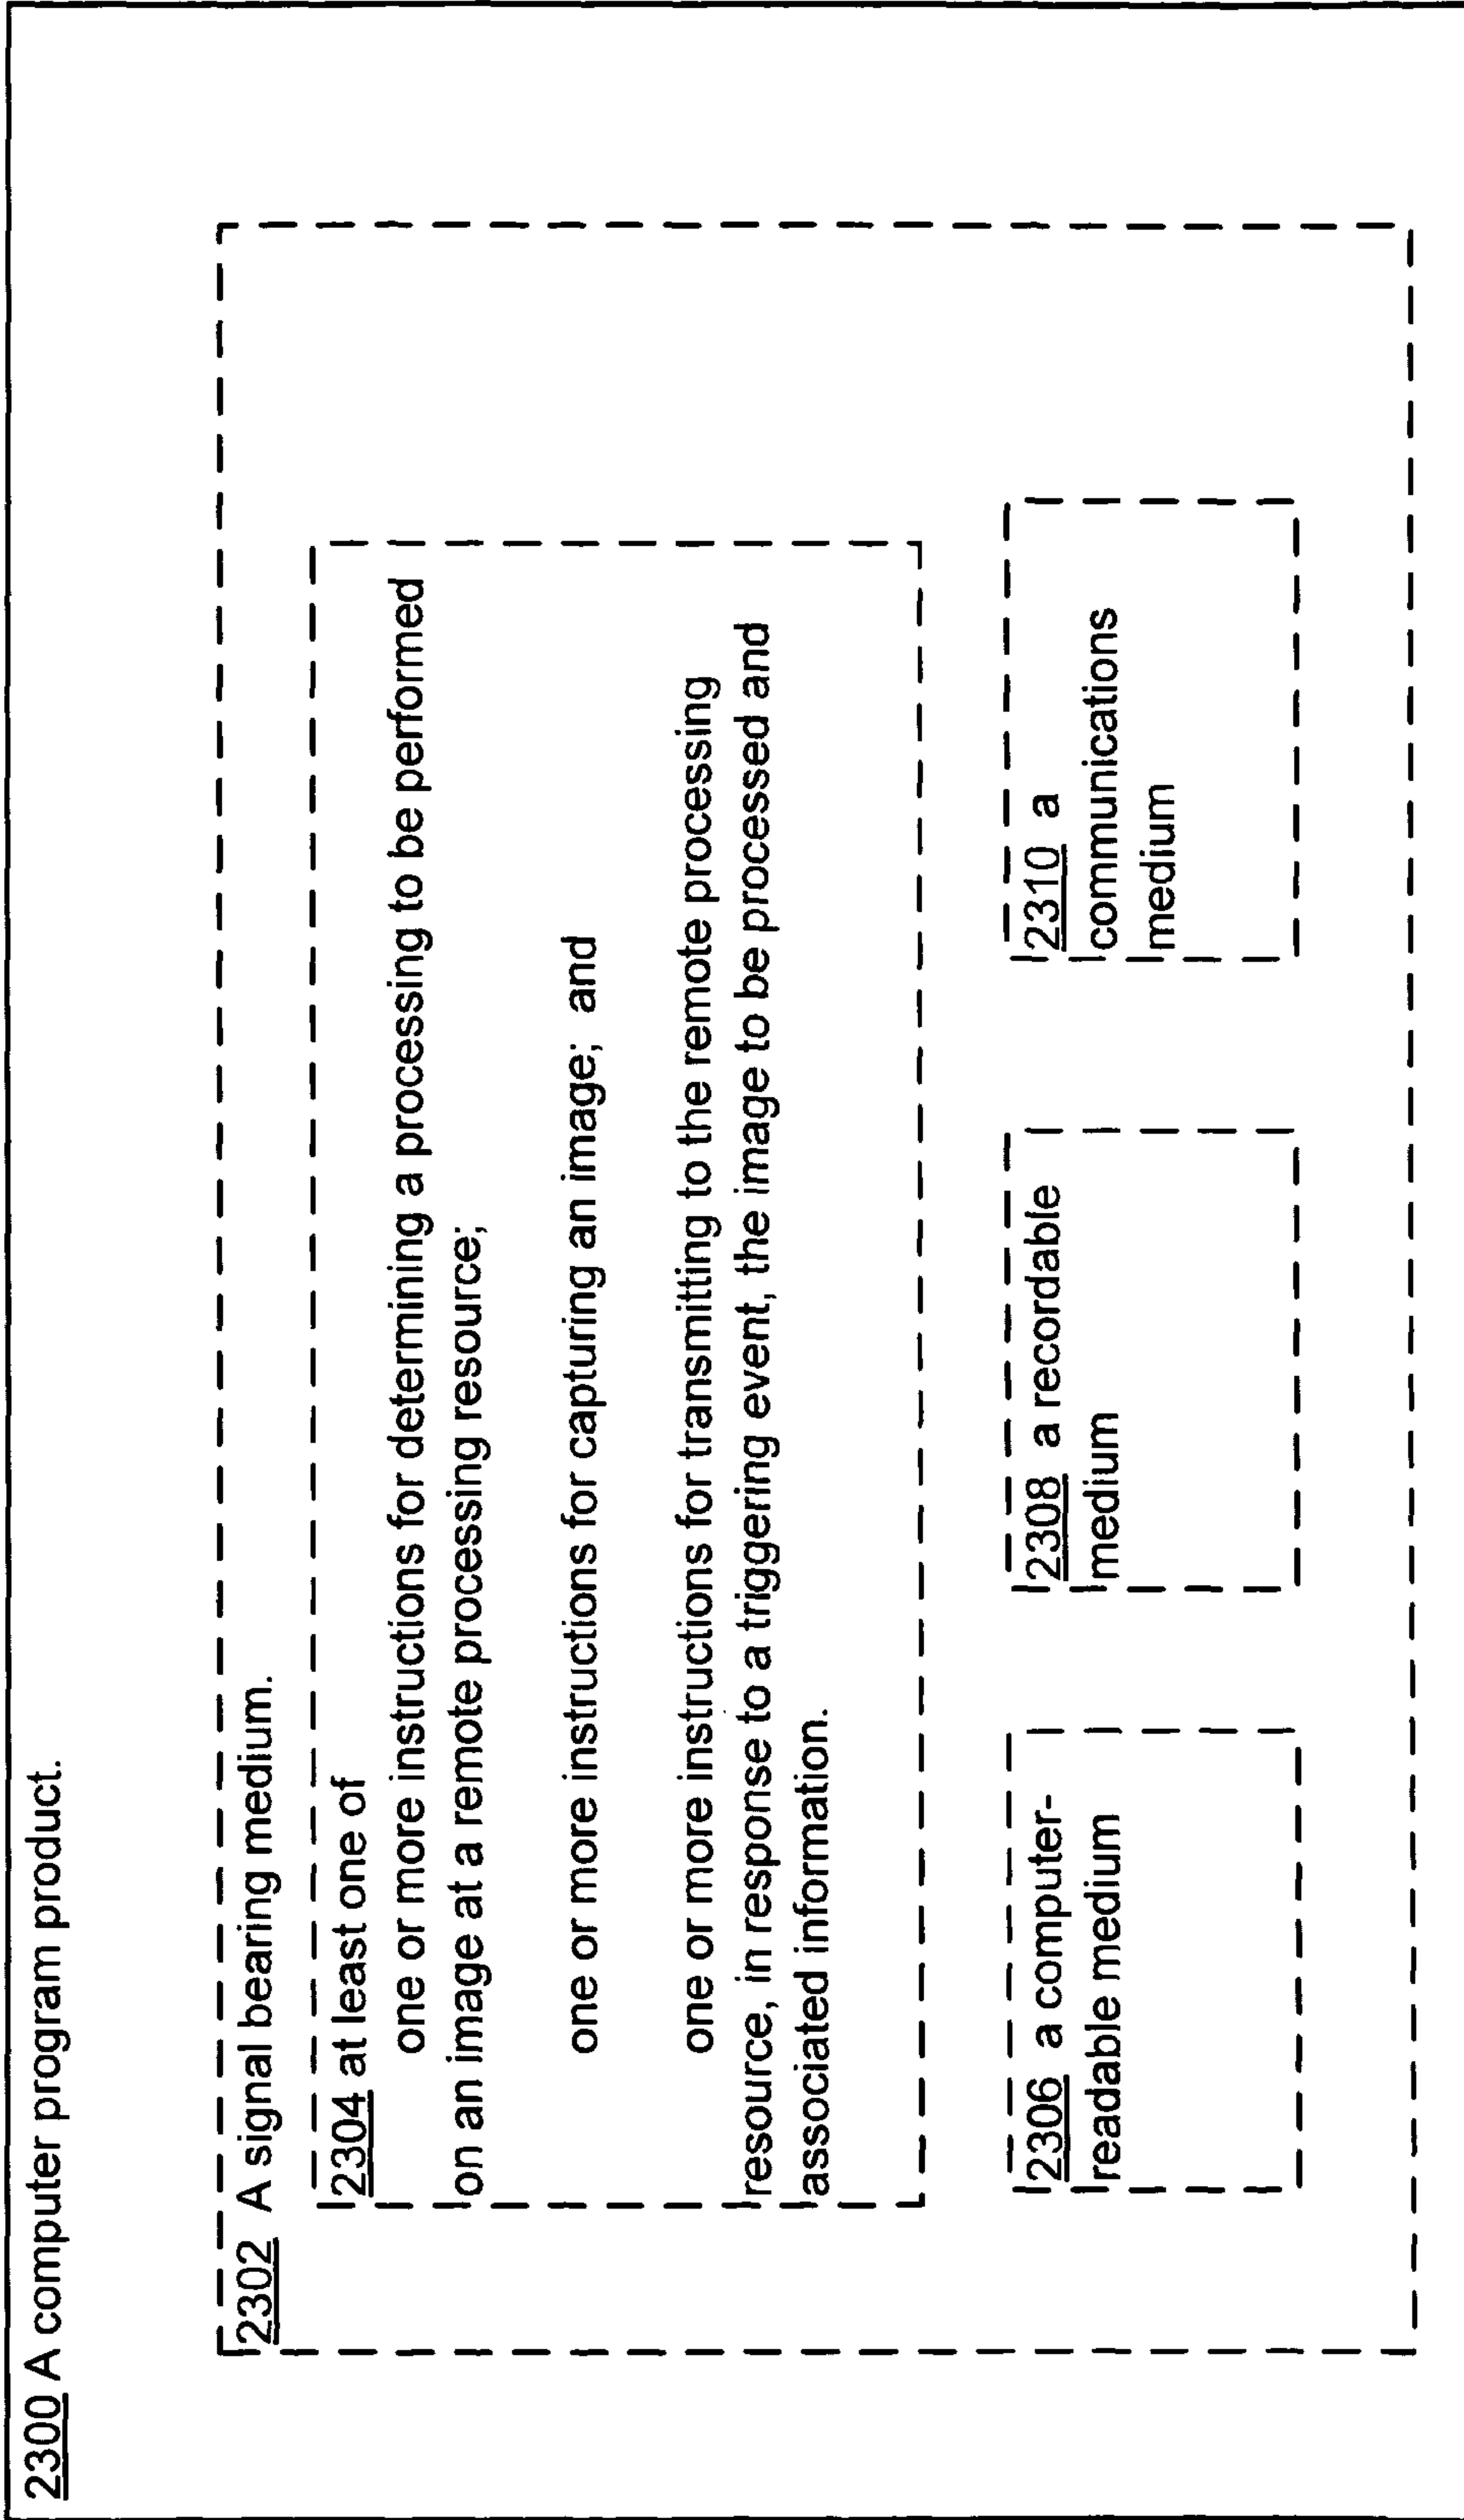 2300 A computer program product.
2302 A signal bearing medium.
2304 at least one of
one or more instructions for determining a processing to be performed
on an image at a remote processing resource;
one or more instructions for capturing an image; and
one or more instructions for transmitting to the remote processing
resource, in response to a triggering event, the image to be processed and
associated information.
2306 a computer-
readable medium
2308 a recordable
medium
2310 a
communications
medium